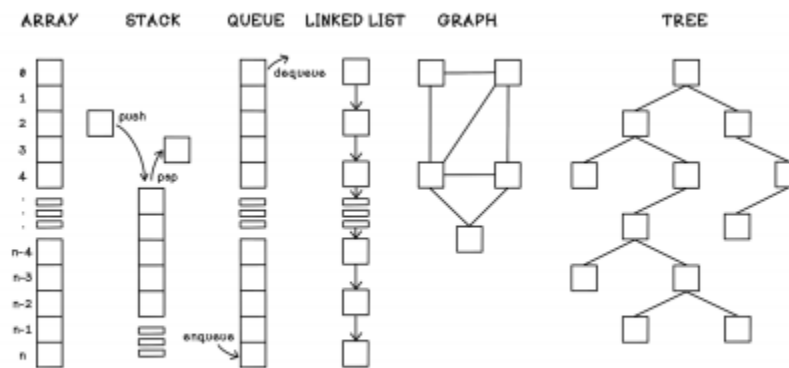 ARRAY STACK QUEUE LINKED LIST GRAPH TREE
0
dequeue
1
2
push
3
4
pop
n-4
n-3
n-2
n-1
enqueue
n